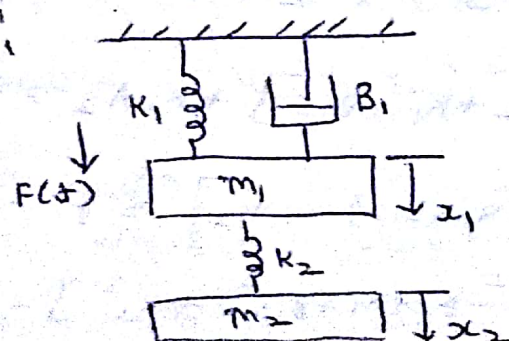 K₁ B₁
F(t) m₁ x₁
K₂
m₂ x₂